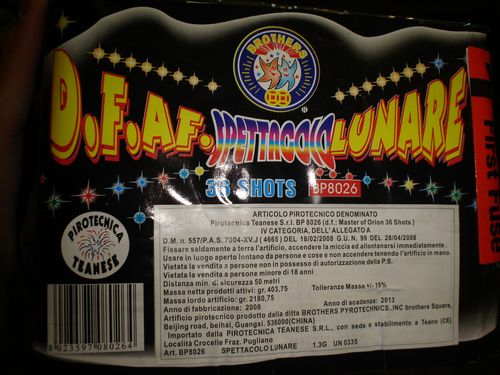 BROTHERS
®
D.F.AF. SPETTACOLO LUNARE
36 SHOTS BP8026
First Fuse
PIROTECNICA
TEANESE
ARTICOLO PIROTECNICO DENOMINATO
Pirotecnica Teanese S.r.l. BP 8026 (d.f.: Master of Orion 36 Shots )
IV CATEGORIA, DELL'ALLEGATO A
D.M. n. 557/P.A.S. 7004-XV.J ( 4665) DEL 18/02/2008 G.U. N. 99 DEL 28/04/2008
Fissare saldamente a terra l'artificio, accendere la miccia ed allontanarsi immediatamente.
Usare in luogo aperto lontano da persone e cose e non accendere tenendo l'artificio in mano.
Vietata la vendita a persone non in possesso di autorizzazione della P.S.
Vietata la vendita a persone minori di 18 anni
Distanza min. di sicurezza 50 metri
Massa netta prodotti attivi: gr. 403,75 Tolleranze Masse +/- 15%
Massa lordo artificio: gr. 2180,75
Anno di fabbricazione: 2008 Anno di scadenza: 2013
Artificio pirotecnico prodotto dalla ditta BROTHERS PYROTECHNICS.INC brothers Square,
Beijing road, beihai, Guangxi. 536000(CHINA)
Importato dalla PIROTECNICA TEANESE S.R.L., con sede e stabilimento a Teano (CE)
Località Crocelle Fraz. Pugliano
Art. BP8026 SPETTACOLO LUNARE 1.3G UN 0335
8 023597 080264